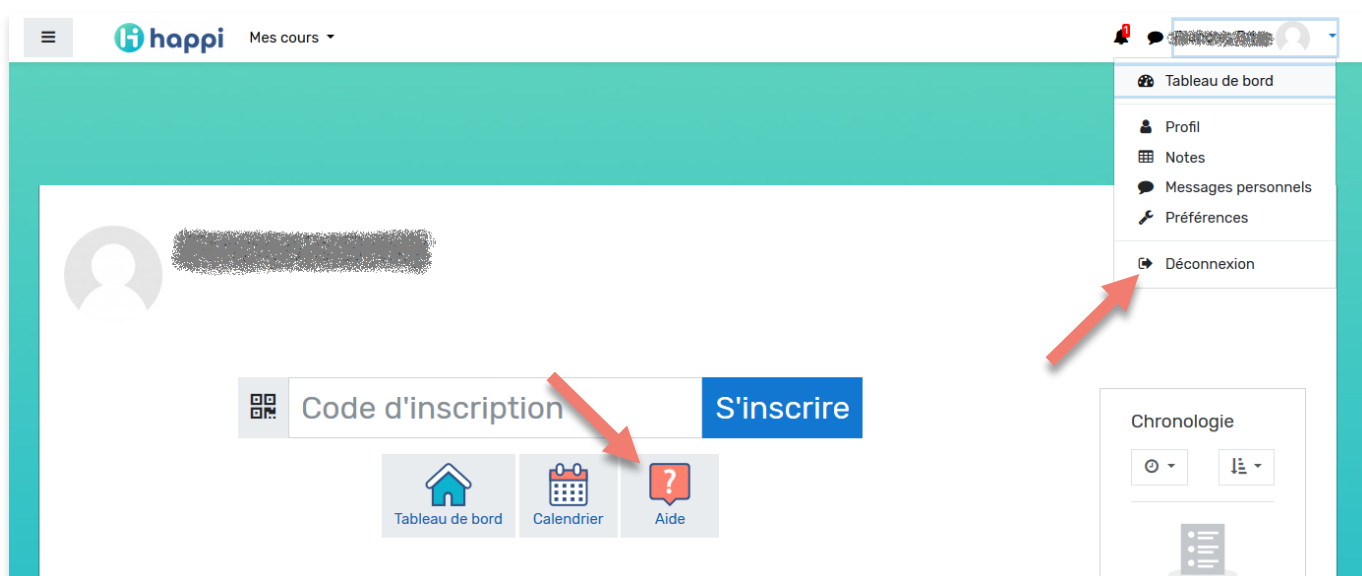 happi
Mes cours
1
Tableau de bord
Profil
Notes
Messages personnels
Préférences
Déconnexion
Code d'inscription
S'inscrire
Tableau de bord
Calendrier
? Aide
Chronologie